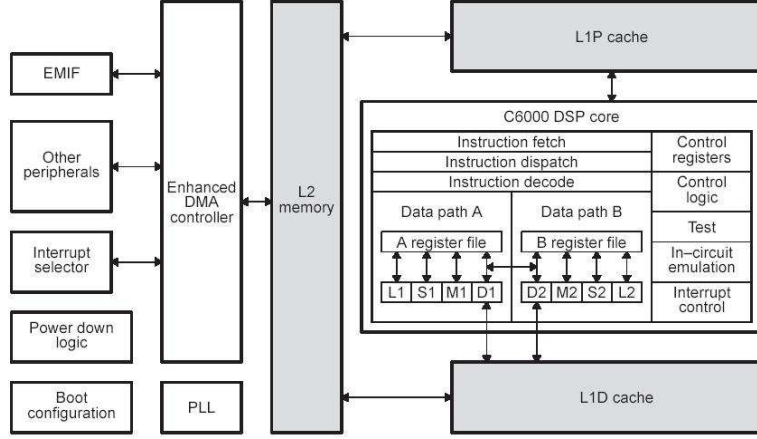 EMIF
Other
peripherals
Interrupt
selector
Power down
logic
Boot
configuration
Enhanced
DMA
controller
PLL
L2
memory
L1P cache
C6000 DSP core
Instruction fetch
Instruction dispatch
Instruction decode
Data path A
A register file
L1 S1 M1 D1
Data path B
B register file
D2 M2 S2 L2
Control
registers
Control
logic
Test
In–circuit
emulation
Interrupt
control
L1D cache